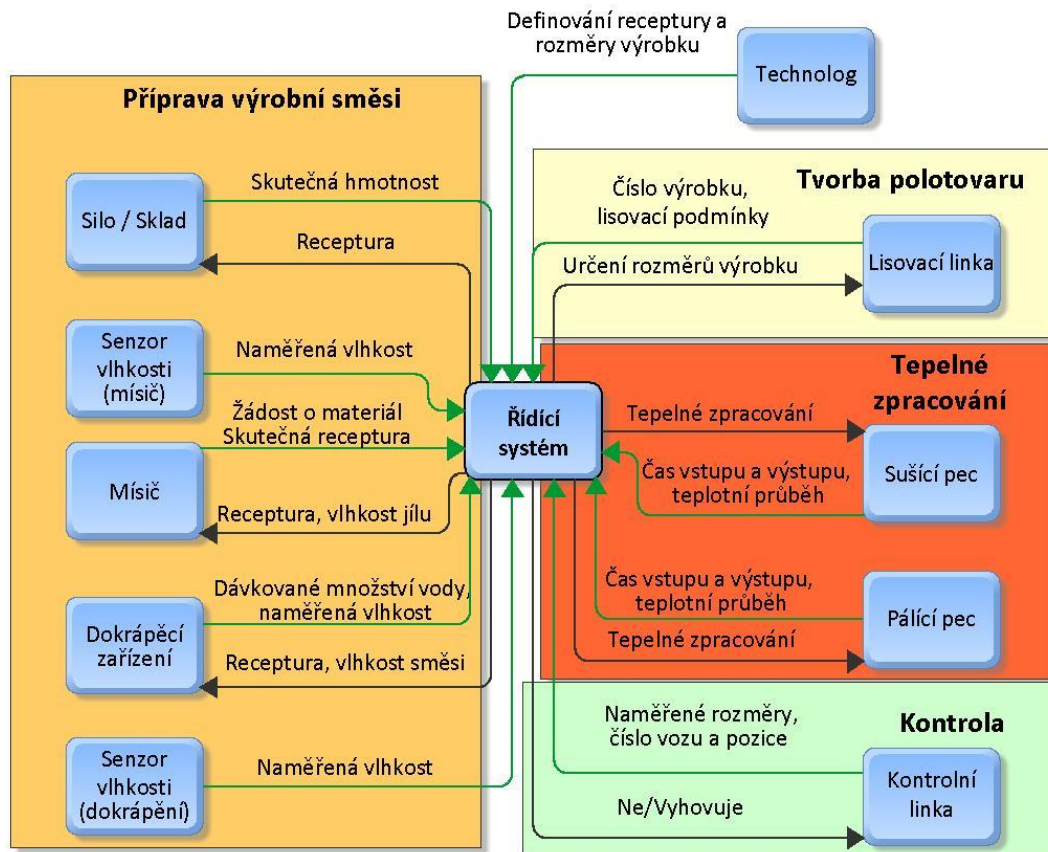 Definování receptury a
rozměry výrobku
Technolog
Příprava výrobní směsi
Silo / Sklad
Skutečná hmotnost
Receptura
Senzor
vlhkosti
(mísič)
Naměřená vlhkost
Žádost o materiál
Skutečná receptura
Mísič
Receptura, vlhkost jílu
Dávkované množství vody,
naměřená vlhkost
Dokrápěcí
zařízení
Receptura, vlhkost směsi
Senzor
vlhkosti
(dokrápění)
Naměřená vlhkost
Řídící
systém
Tvorba polotovaru
Číslo výrobku,
lisovací podmínky
Lisovací linka
Určení rozměrů výrobku
Tepelné
zpracování
Tepelné zpracování
Sušící pec
Čas vstupu a výstupu,
teplotní průběh
Čas vstupu a výstupu,
teplotní průběh
Pálící pec
Tepelné zpracování
Kontrola
Naměřené rozměry,
číslo vozu a pozice
Kontrolní
linka
Ne/Vyhovuje